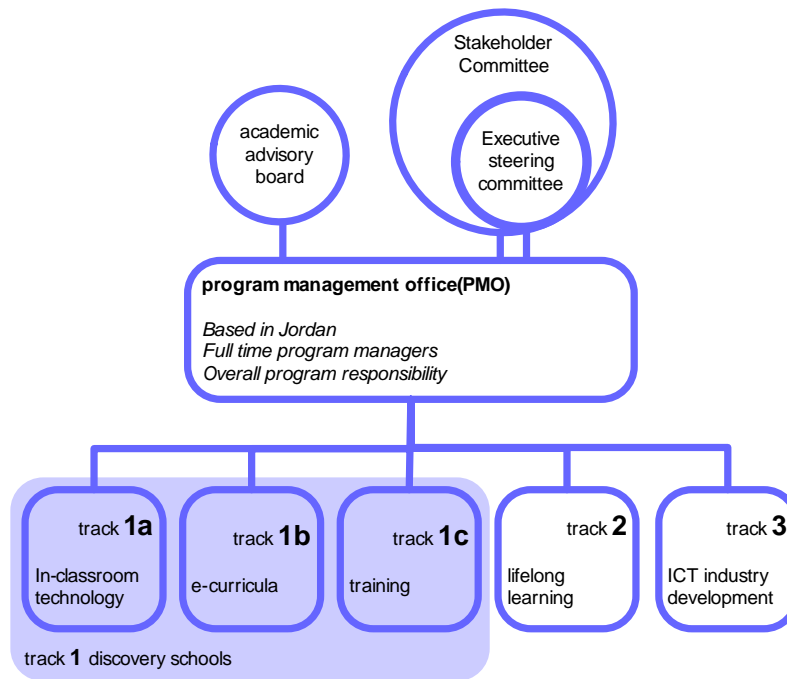 Stakeholder
Committee
academic
advisory
board
Executive
steering
committee
program management office(PMO)
Based in Jordan
Full time program managers
Overall program responsibility
track 1a
In-classroom
technology
track 1b
e-curricula
track 1c
training
track 2
lifelong
learning
track 3
ICT industry
development
track 1 discovery schools